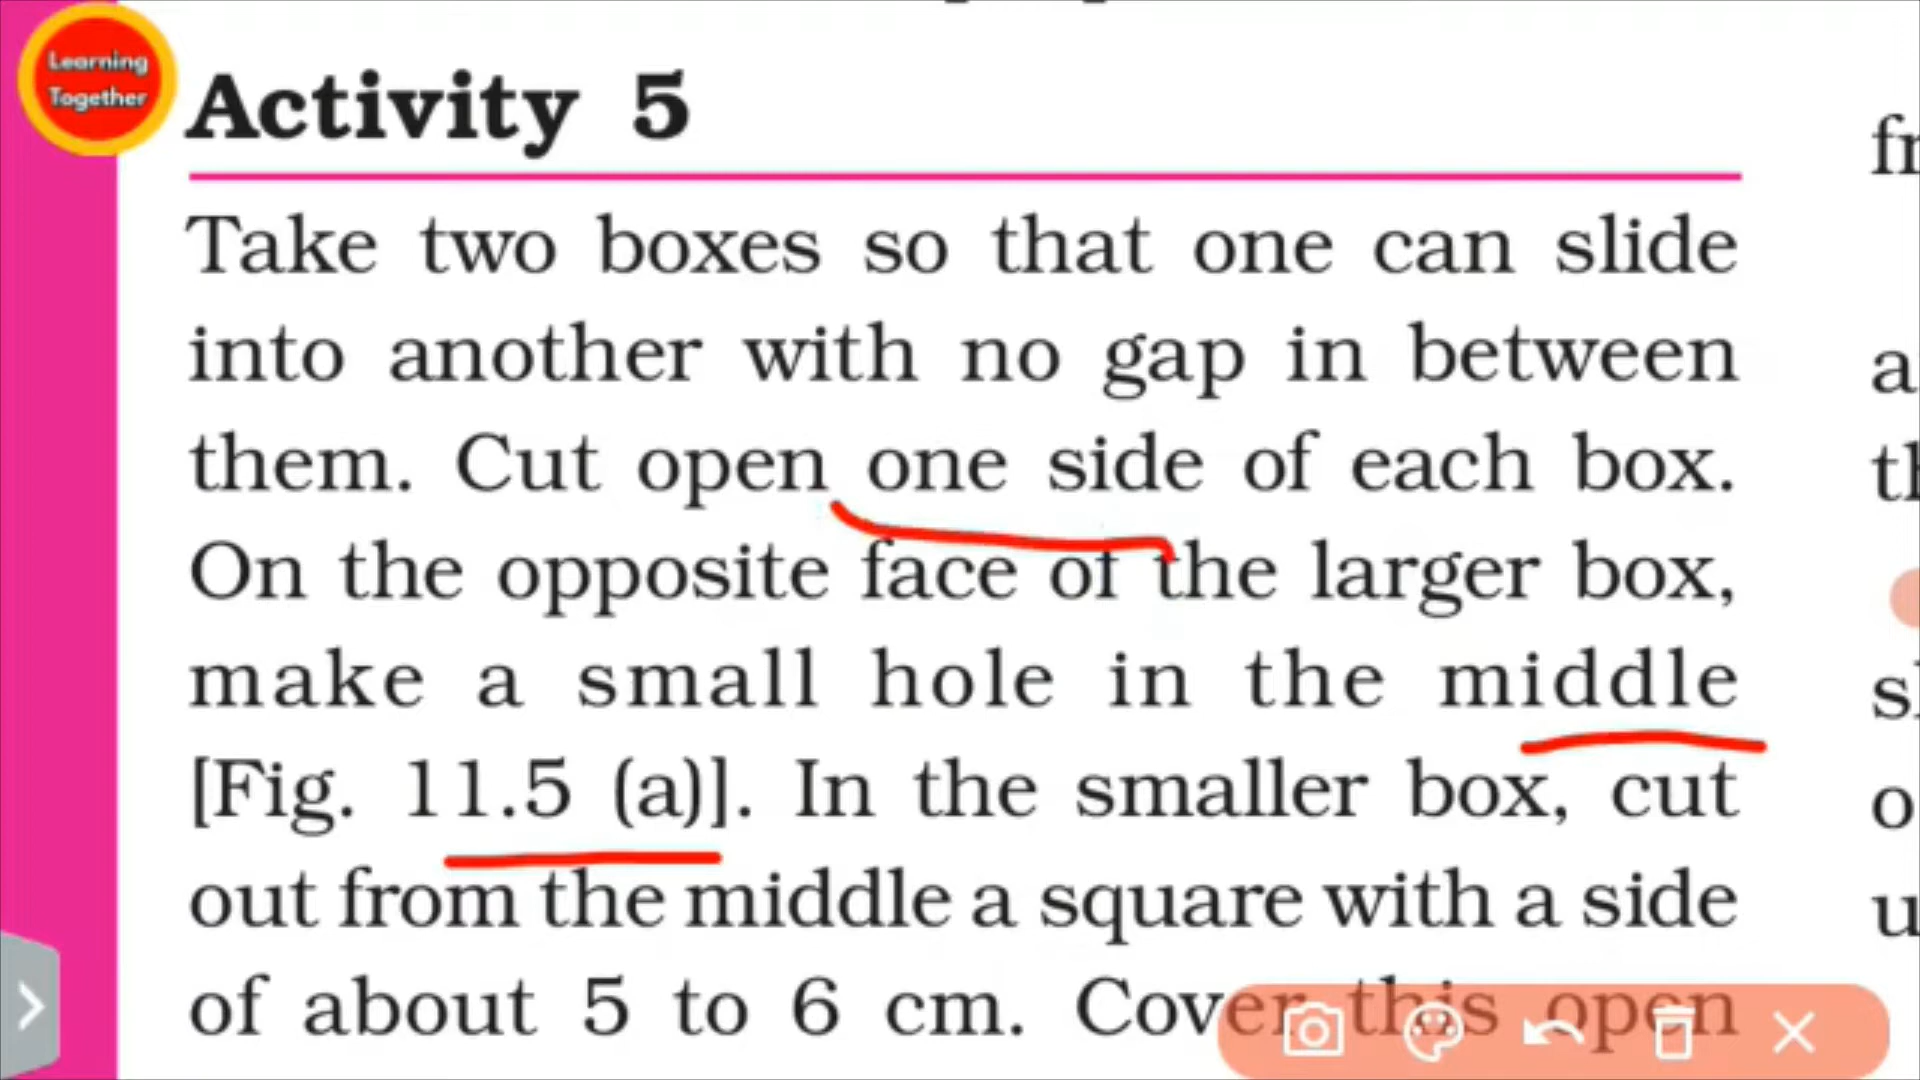 Learning
Together
Activity 5
Take two boxes so that one can slide
into another with no gap in between
them. Cut open one side of each box.
On the opposite face of the larger box,
make a small hole in the middle
[Fig. 11.5 (a)]. In the smaller box, cut
out from the middle a square with a side
of about 5 to 6 cm. Cover this open